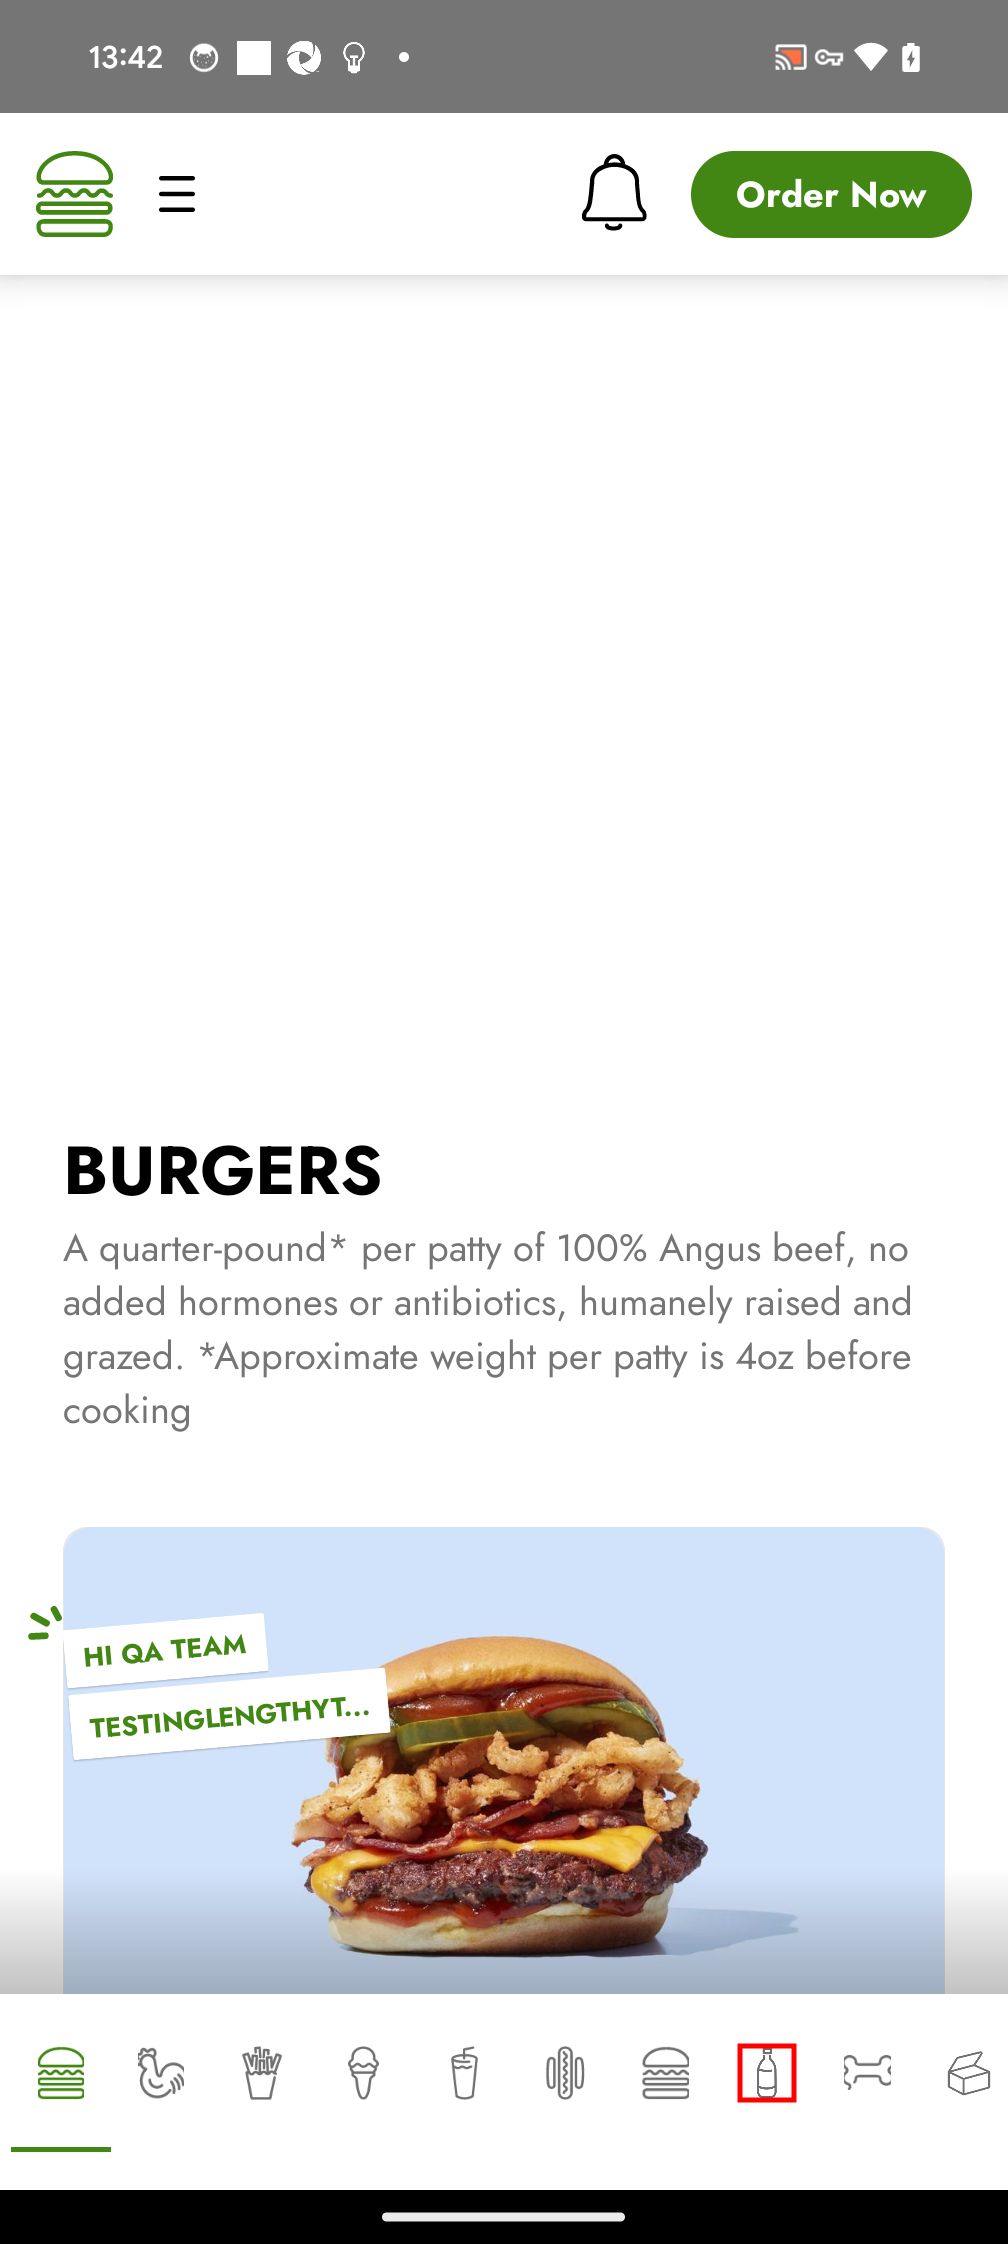 13:42
Order Now
BURGERS
A quarter-pound* per patty of 100% Angus beef, no
added hormones or antibiotics, humanely raised and
grazed. *Approximate weight per patty is 4oz before
cooking
HI QA TEAM
TESTINGLENGTHYT...